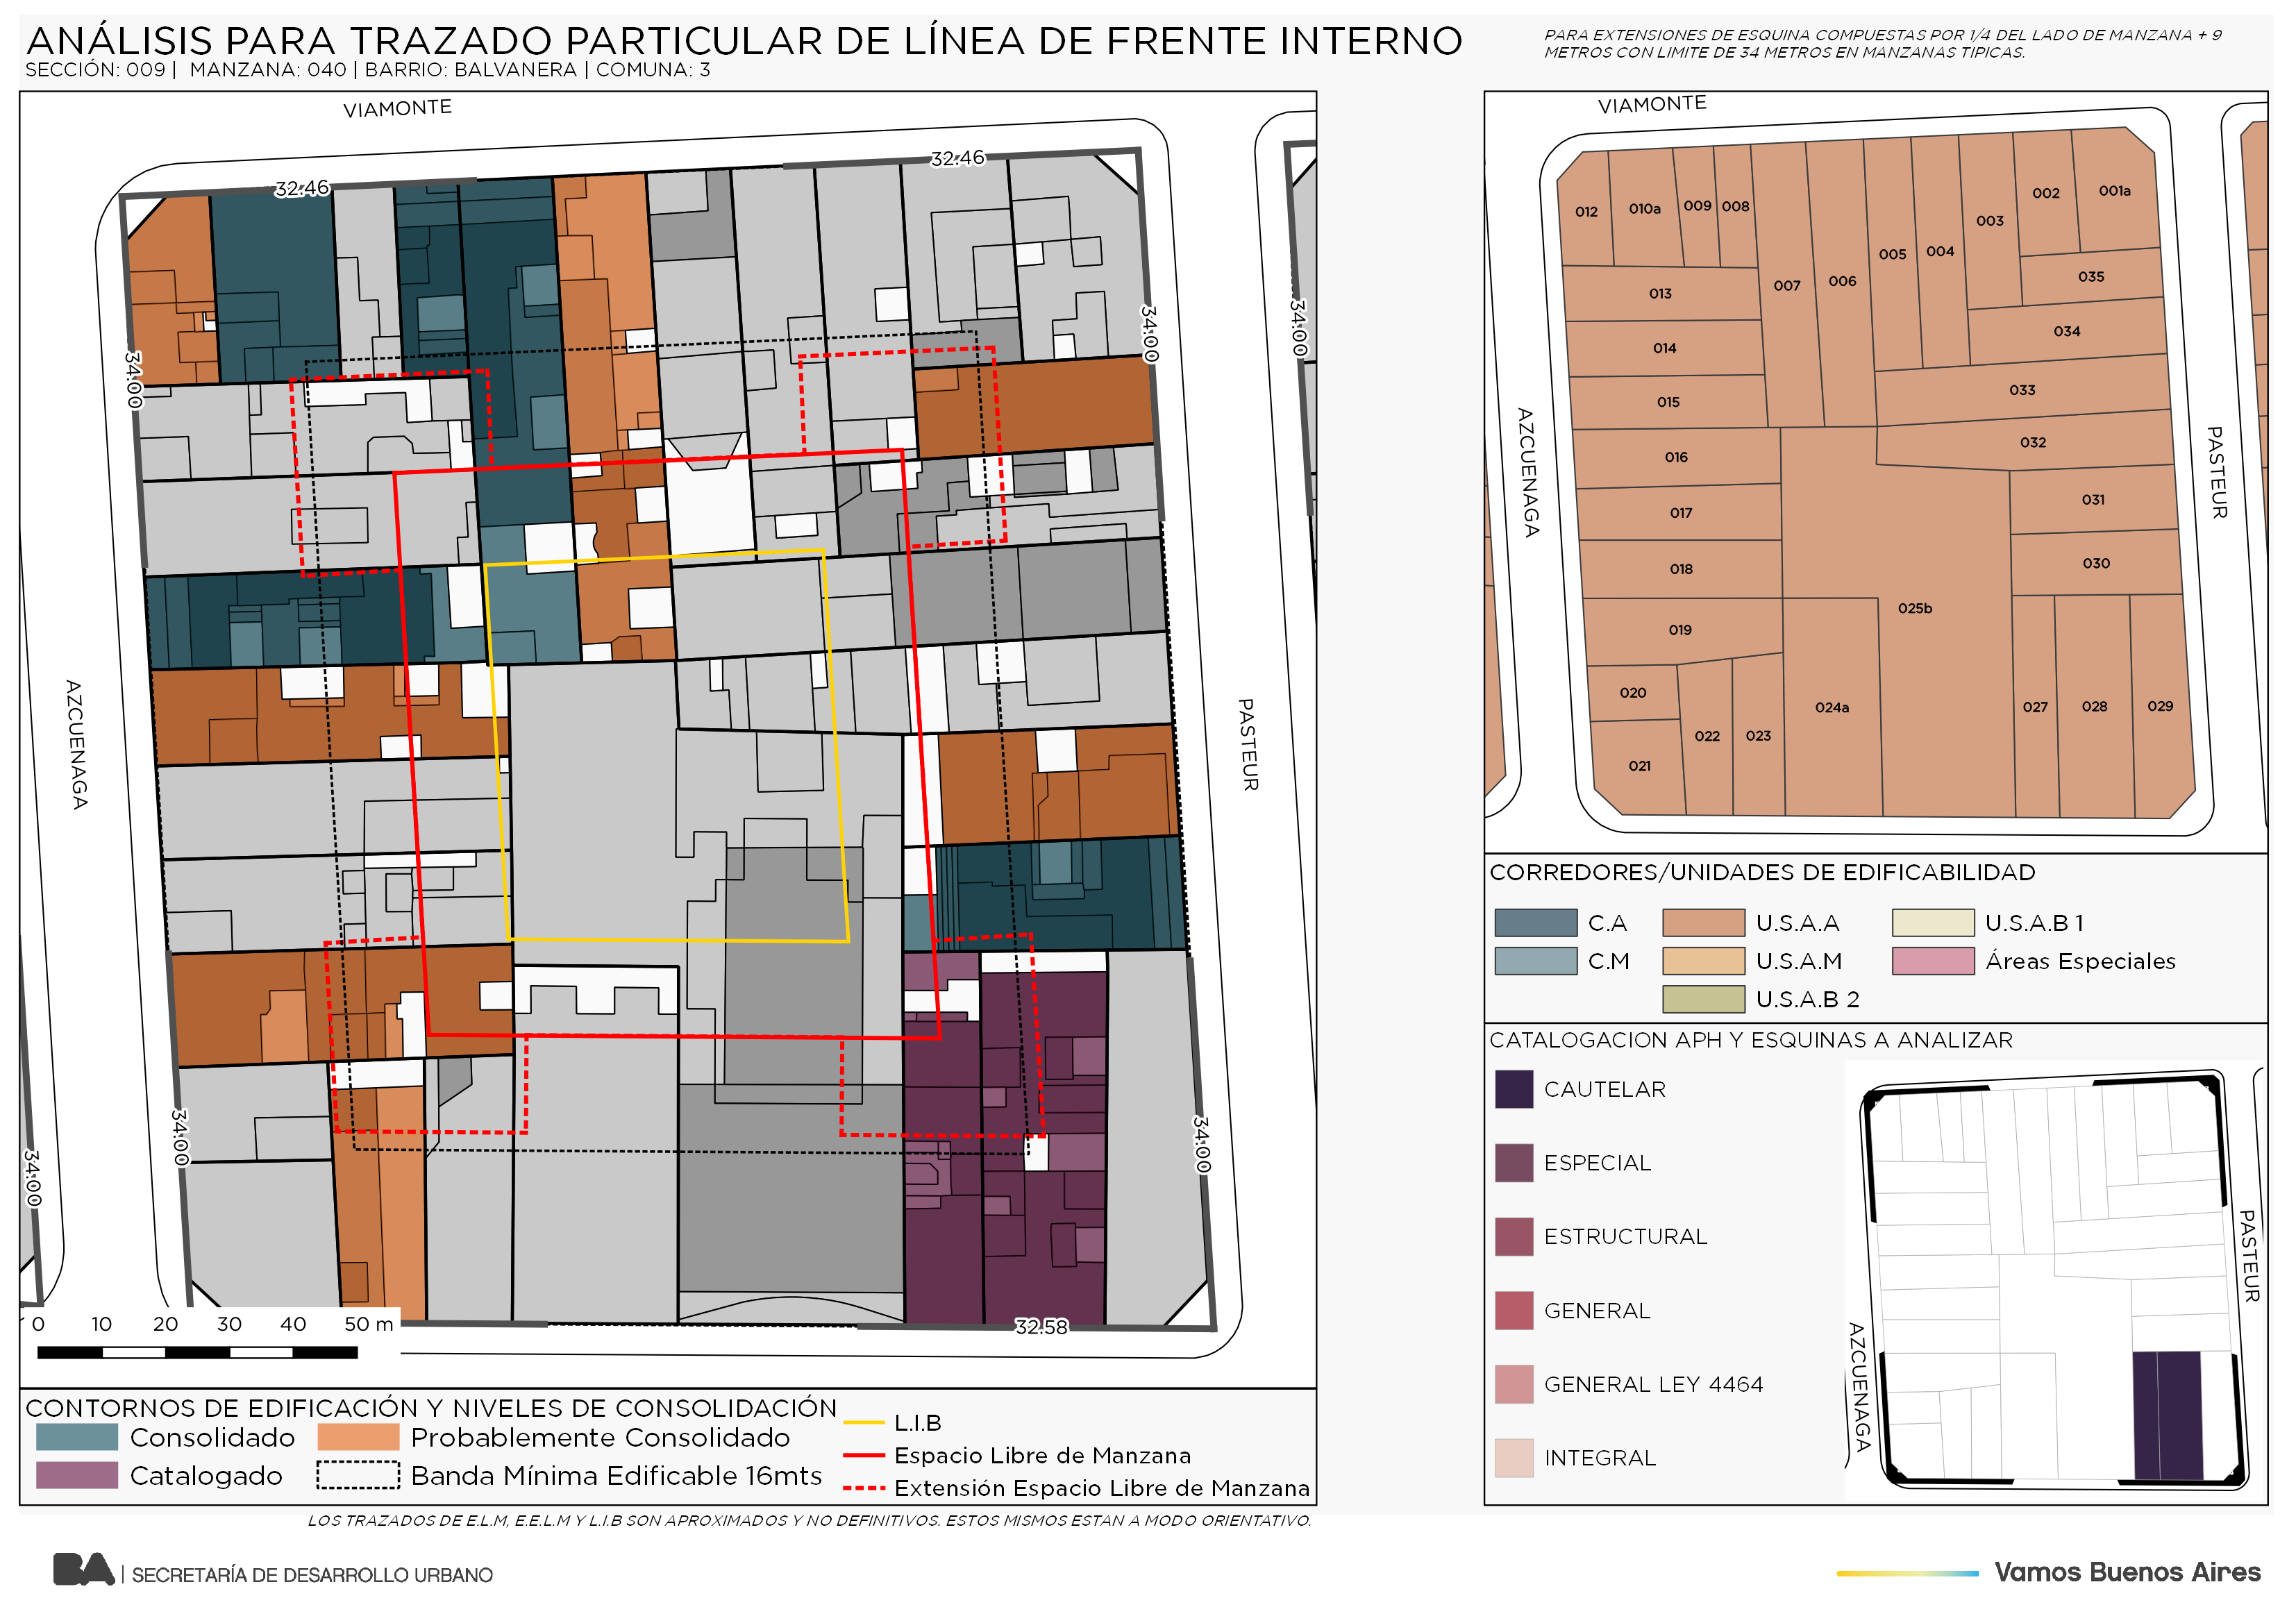 ANÁLISIS PARA TRAZADO PARTICULAR DE LÍNEA DE FRENTE INTERNO
SECCIÓN: 009 | MANZANA: 040 | BARRIO: BALVANERA | COMUNA: 3
PARA EXTENSIONES DE ESQUINA COMPUESTAS POR 1/4 DEL LADO DE MANZANA + 9
METROS CON LIMITE DE 34 METROS EN MANZANAS TIPICAS.
VIAMONTE
32.46
32.46
34.00
34.00
34.00
AZCUENAGA
PASTEUR
34.00
34.00
34.00
32.58
0 10 20 30 40 50 m
CONTORNOS DE EDIFICACIÓN Y NIVELES DE CONSOLIDACIÓN
Consolidado
Probablemente Consolidado
Catalogado
Banda Mínima Edificable 16mts
L.I.B
Espacio Libre de Manzana
Extensión Espacio Libre de Manzana
VIAMONTE
012
010a
009
008
007
006
005
004
003
002
001a
035
034
033
032
031
030
013
014
015
016
017
018
019
020
021
022
023
024a
025b
027
028
029
AZCUENAGA
PASTEUR
CORREDORES/UNIDADES DE EDIFICABILIDAD
C.A
U.S.A.A
U.S.A.B 1
C.M
U.S.A.M
Áreas Especiales
U.S.A.B 2
CATALOGACION APH Y ESQUINAS A ANALIZAR
CAUTELAR
ESPECIAL
ESTRUCTURAL
GENERAL
GENERAL LEY 4464
INTEGRAL
PASTEUR
AZCUENAGA
LOS TRAZADOS DE E.L.M, E.E.L.M Y L.I.B SON APROXIMADOS Y NO DEFINITIVOS. ESTOS MISMOS ESTAN A MODO ORIENTATIVO.
BA | SECRETARÍA DE DESARROLLO URBANO
Vamos Buenos Aires